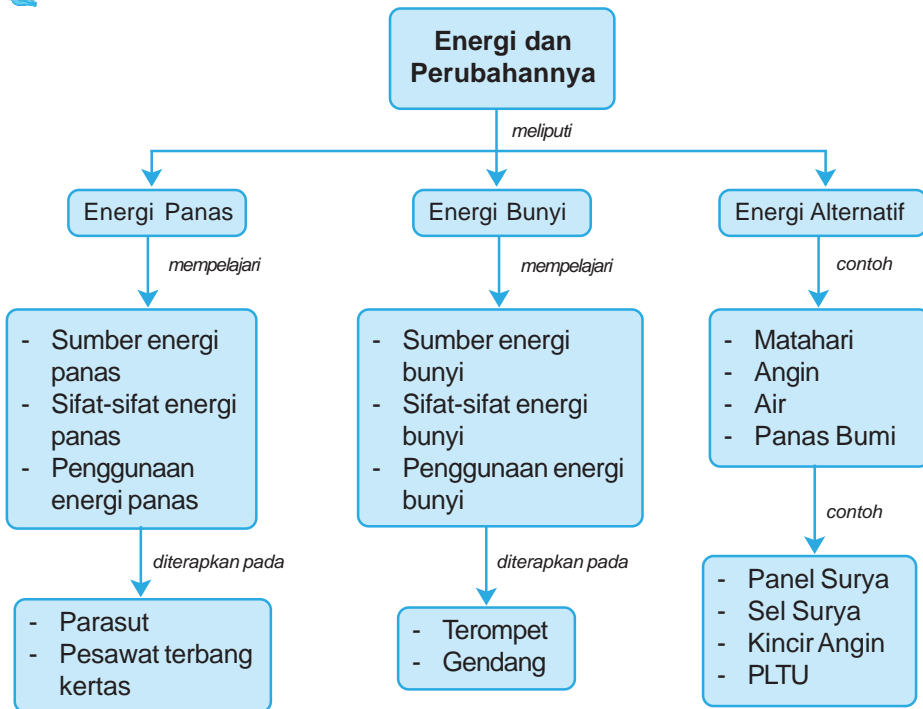 Energi dan
Perubahannya
meliputi
Energi Panas
Energi Bunyi
Energi Alternatif
mempelajari
mempelajari
contoh
- Sumber energi
panas
- Sifat-sifat energi
panas
- Penggunaan
energi panas
- Sumber energi
bunyi
- Sifat-sifat energi
bunyi
- Penggunaan energi
bunyi
- Matahari
- Angin
- Air
- Panas Bumi
diterapkan pada
diterapkan pada
contoh
- Parasut
- Pesawat terbang
kertas
- Terompet
- Gendang
- Panel Surya
- Sel Surya
- Kincir Angin
- PLTU